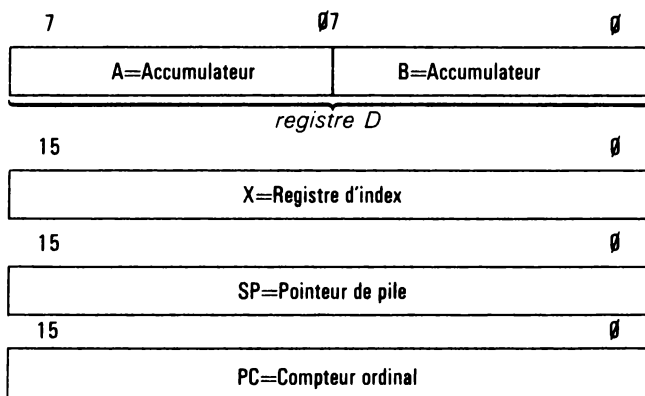 7 Ø7 Ø
A=Accumulateur B=Accumulateur
registre D
15 Ø
X=Registre d'index
15 Ø
SP=Pointeur de pile
15 Ø
PC=Compteur ordinal